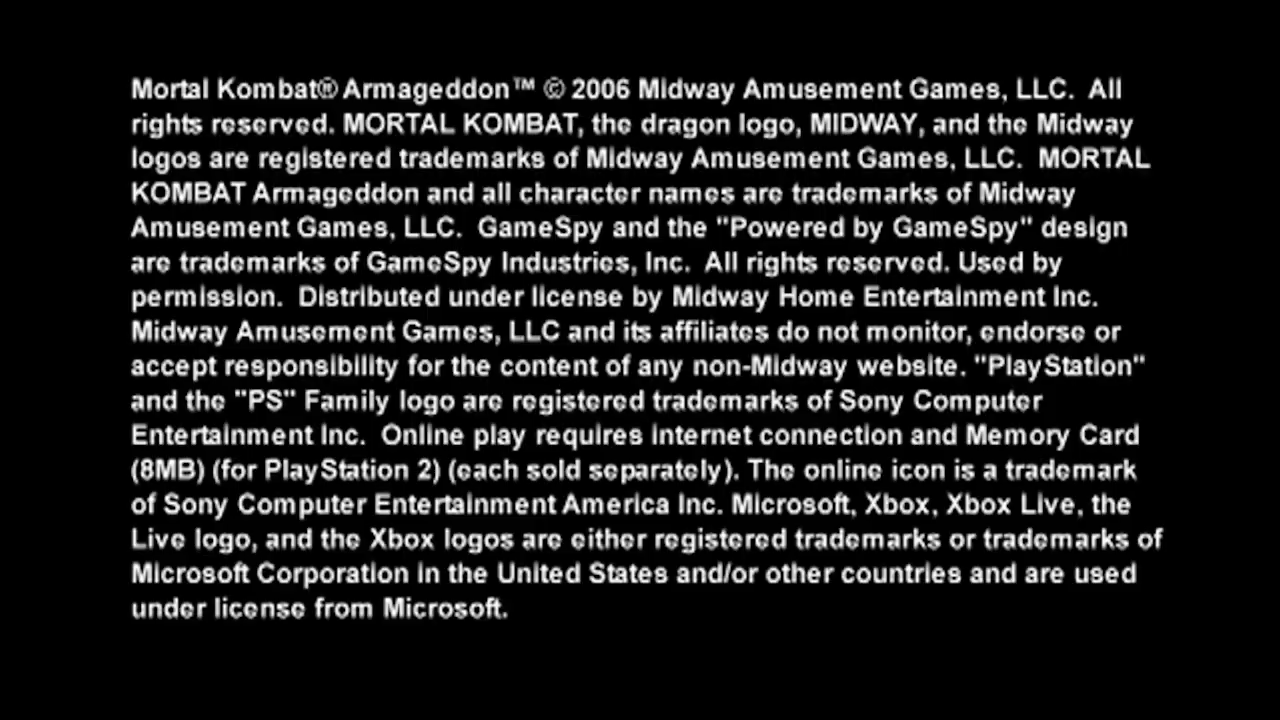 Mortal Kombat® Armageddon™ © 2006 Midway Amusement Games, LLC.  All
rights reserved. MORTAL KOMBAT, the dragon logo, MIDWAY, and the Midway
logos are registered trademarks of Midway Amusement Games, LLC.  MORTAL
KOMBAT Armageddon and all character names are trademarks of Midway
Amusement Games, LLC.  GameSpy and the "Powered by GameSpy" design
are trademarks of GameSpy Industries, Inc.  All rights reserved. Used by
permission.  Distributed under license by Midway Home Entertainment Inc.
Midway Amusement Games, LLC and its affiliates do not monitor, endorse or
accept responsibility for the content of any non-Midway website. "PlayStation"
and the "PS" Family logo are registered trademarks of Sony Computer
Entertainment Inc.  Online play requires internet connection and Memory Card
(8MB) (for PlayStation 2) (each sold separately). The online icon is a trademark
of Sony Computer Entertainment America Inc. Microsoft, Xbox, Xbox Live, the
Live logo, and the Xbox logos are either registered trademarks or trademarks of
Microsoft Corporation in the United States and/or other countries and are used
under license from Microsoft.